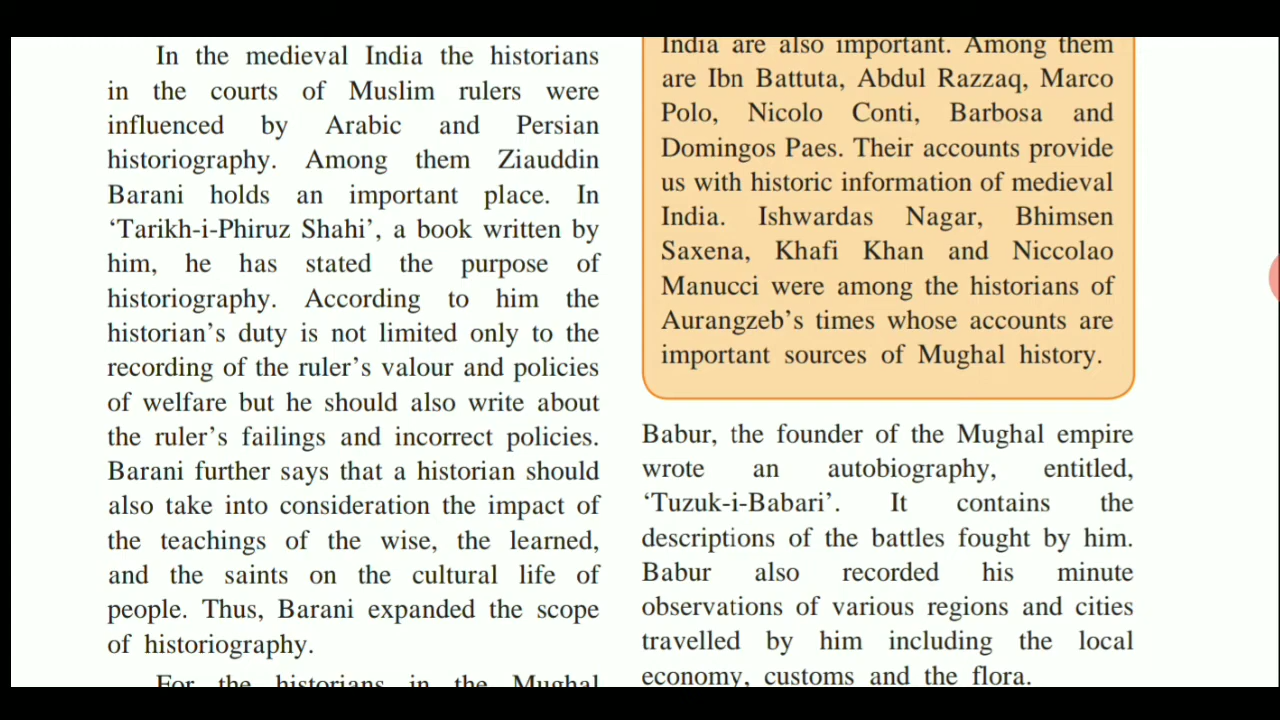 In the medieval India the historians
in the courts of Muslim rulers were
influenced by Arabic and Persian
historiography. Among them Ziauddin
Barani holds an important place. In
‘Tarikh-i-Phiruz Shahi’, a book written by
him, he has stated the purpose of
historiography. According to him the
historian’s duty is not limited only to the
recording of the ruler’s valour and policies
of welfare but he should also write about
the ruler’s failings and incorrect policies.
Barani further says that a historian should
also take into consideration the impact of
the teachings of the wise, the learned,
and the saints on the cultural life of
people. Thus, Barani expanded the scope
of historiography.
For the historians in the Mughal
India are also important. Among them
are Ibn Battuta, Abdul Razzaq, Marco
Polo, Nicolo Conti, Barbosa and
Domingos Paes. Their accounts provide
us with historic information of medieval
India. Ishwardas Nagar, Bhimsen
Saxena, Khafi Khan and Niccolao
Manucci were among the historians of
Aurangzeb’s times whose accounts are
important sources of Mughal history.
Babur, the founder of the Mughal empire
wrote an autobiography, entitled,
‘Tuzuk-i-Babari’. It contains the
descriptions of the battles fought by him.
Babur also recorded his minute
observations of various regions and cities
travelled by him including the local
economy, customs and the flora.